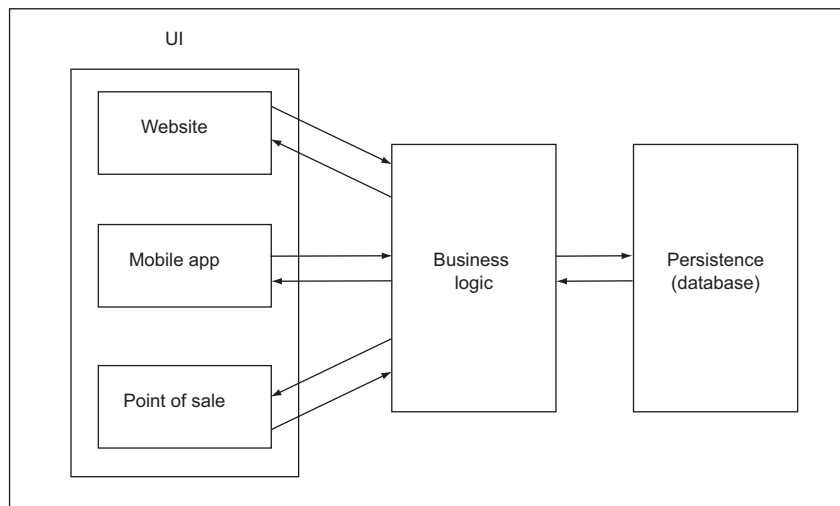 UI
Website
Mobile app
Point of sale
Business
logic
Persistence
(database)